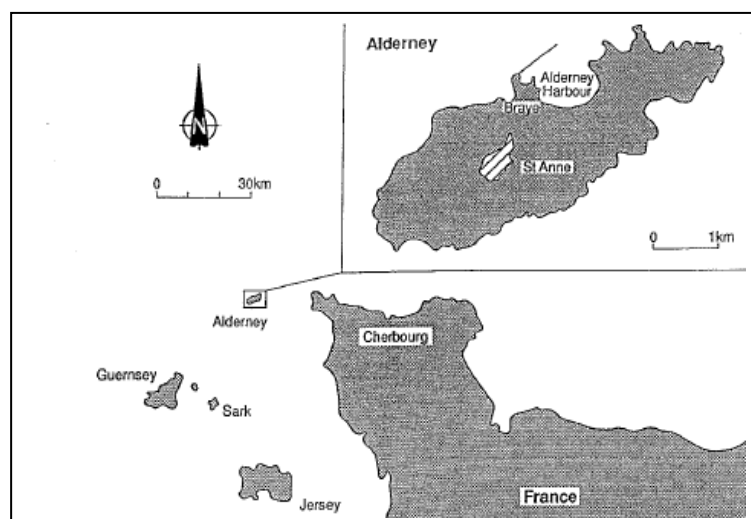 Alderney
Alderney
Harbour
Braye
N
St Anne
0 30km
0 1km
Alderney
Cherbourg
Guernsey
Sark
Jersey
France